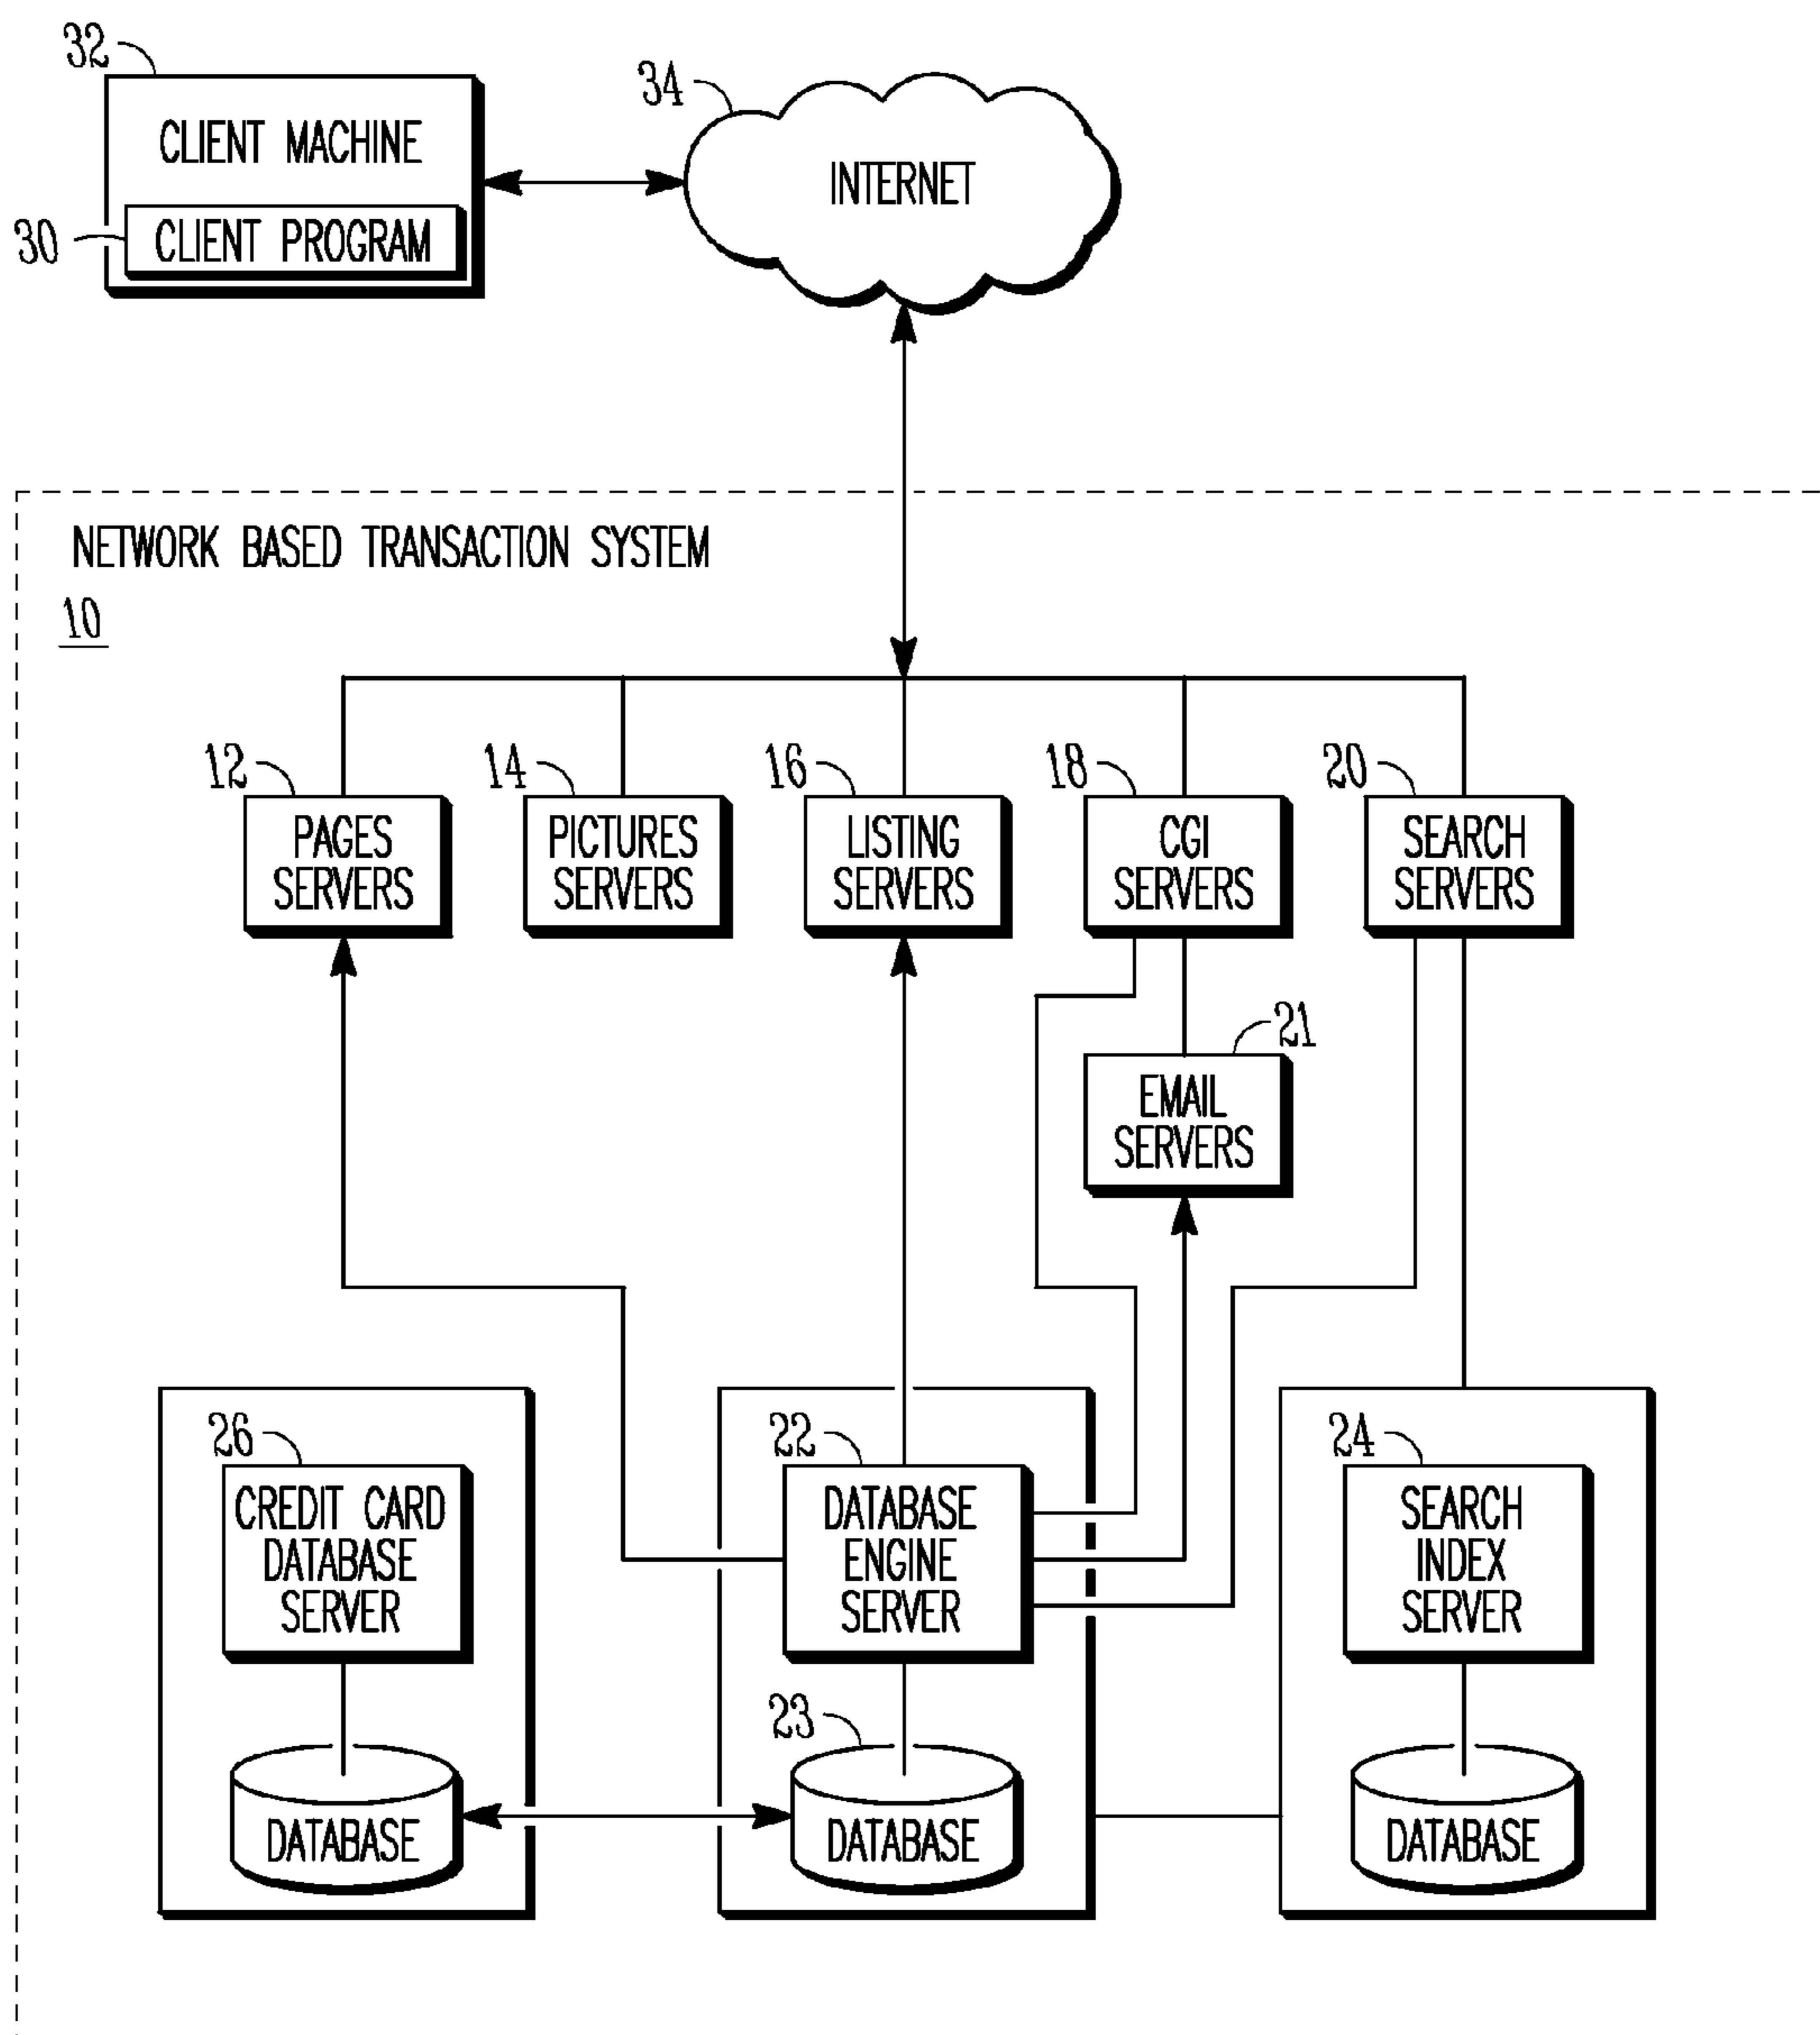 32
CLIENT MACHINE
30
CLIENT PROGRAM
34
INTERNET
NETWORK BASED TRANSACTION SYSTEM
10
12
PAGES
SERVERS
14
PICTURES
SERVERS
16
LISTING
SERVERS
18
CGI
SERVERS
20
SEARCH
SERVERS
21
EMAIL
SERVERS
26
CREDIT CARD
DATABASE
SERVER
22
DATABASE
ENGINE
SERVER
24
SEARCH
INDEX
SERVER
DATABASE
23
DATABASE
DATABASE